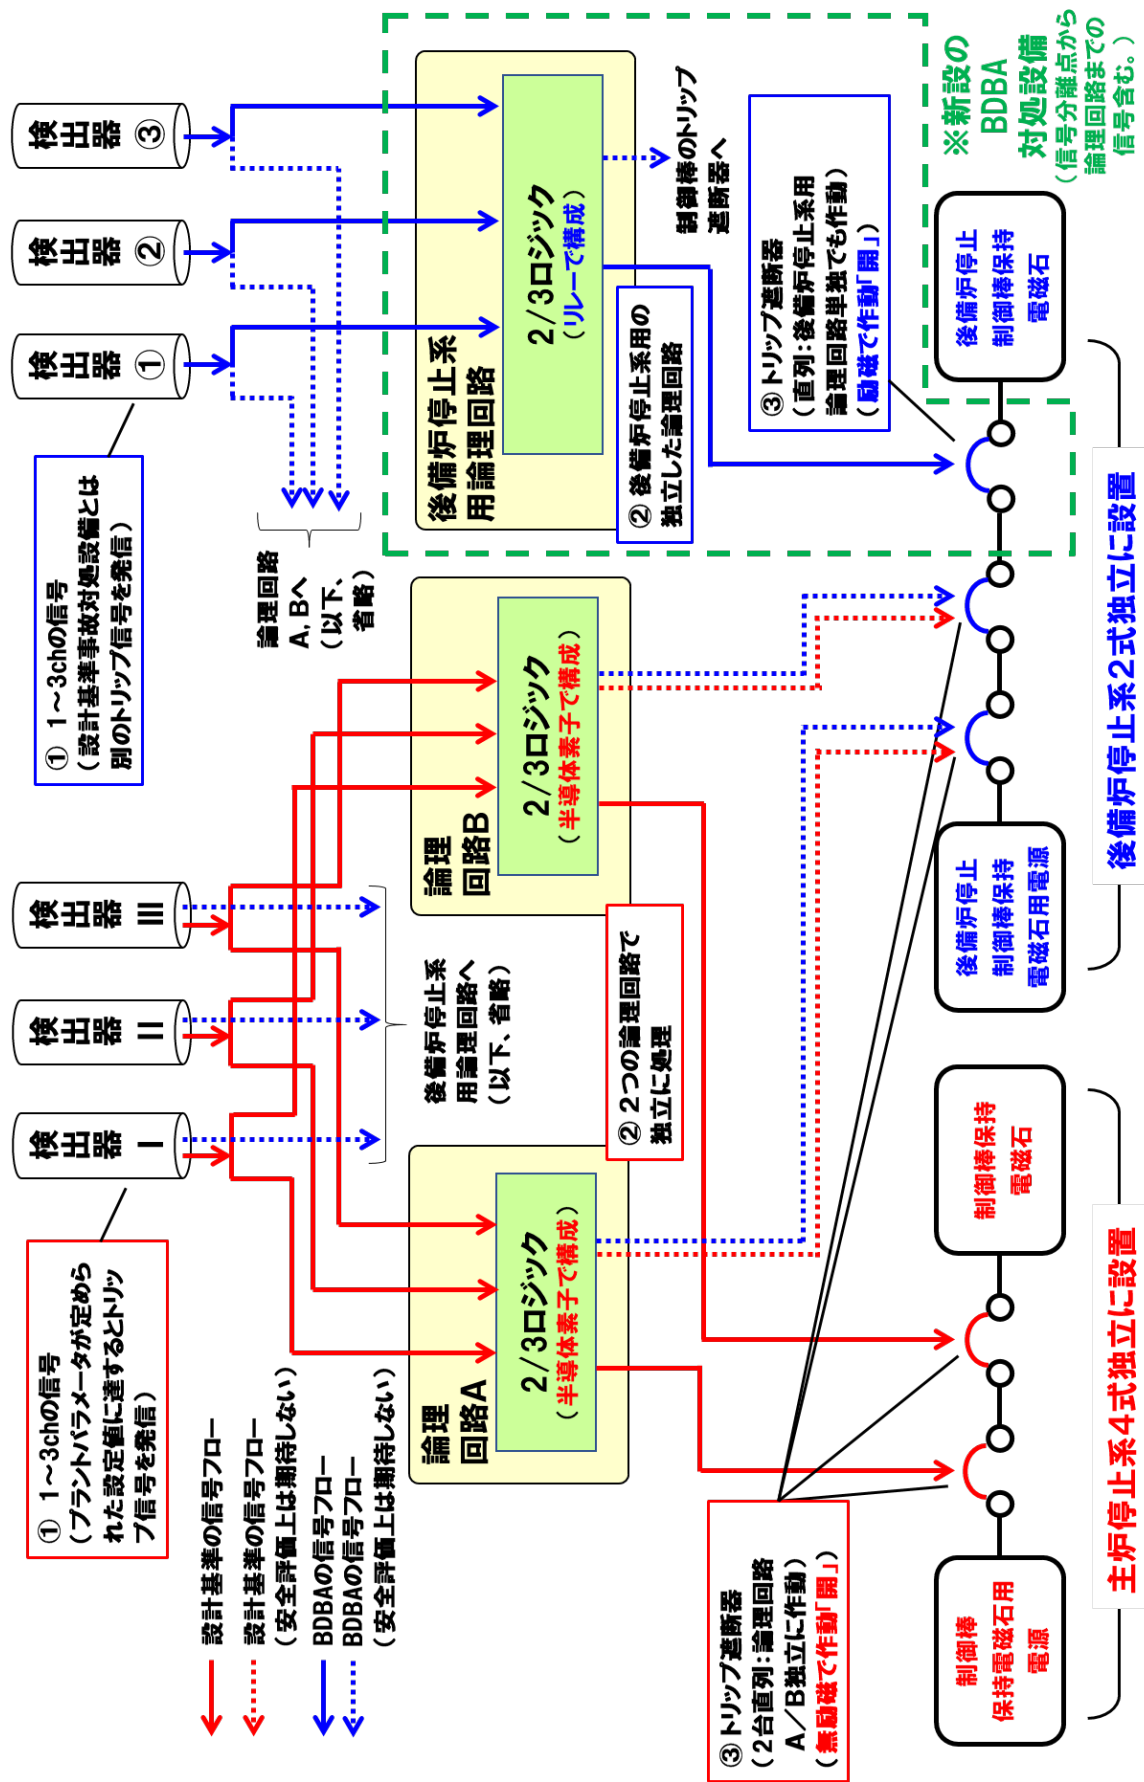 ① 1～3chの信号
(プラントパラメータが定めら
れた設定値に達するとトリッ
プ信号を発信)
検出器
I
検出器
II
検出器
III
① 1～3chの信号
(設計基準事故対処設備とは
別のトリップ信号を発信)
検出器
①
検出器
②
検出器
③
設計基準の信号フロー
設計基準の信号フロー
(安全評価上は期待しない)
BDBAの信号フロー
BDBAの信号フロー
(安全評価上は期待しない)
後備炉停止系
用論理回路へ
(以下、省略)
論理回路
A, Bへ
(以下、
省略)
論理
回路A
2/3ロジック
(半導体素子で構成)
論理
回路B
2/3ロジック
(半導体素子で構成)
後備炉停止系
用論理回路
2/3ロジック
(リレーで構成)
② 2つの論理回路で
独立に処理
② 後備炉停止系用の
独立した論理回路
制御棒のトリップ
遮断器へ
③ トリップ遮断器
(2台直列:論理回路
A/B独立に作動)
(無励磁で作動「開」)
③ トリップ遮断器
(直列:後備炉停止系用
論理回路単独でも作動)
(励磁で作動「開」)
※新設の
BDBA
対処設備
(信号分離点から
論理回路までの
信号含む。)
制御棒
保持電磁石用
電源
制御棒保持
電磁石
後備炉停止
制御棒保持
電磁石用電源
後備炉停止
制御棒保持
電磁石
主炉停止系4式独立に設置
後備炉停止系2式独立に設置